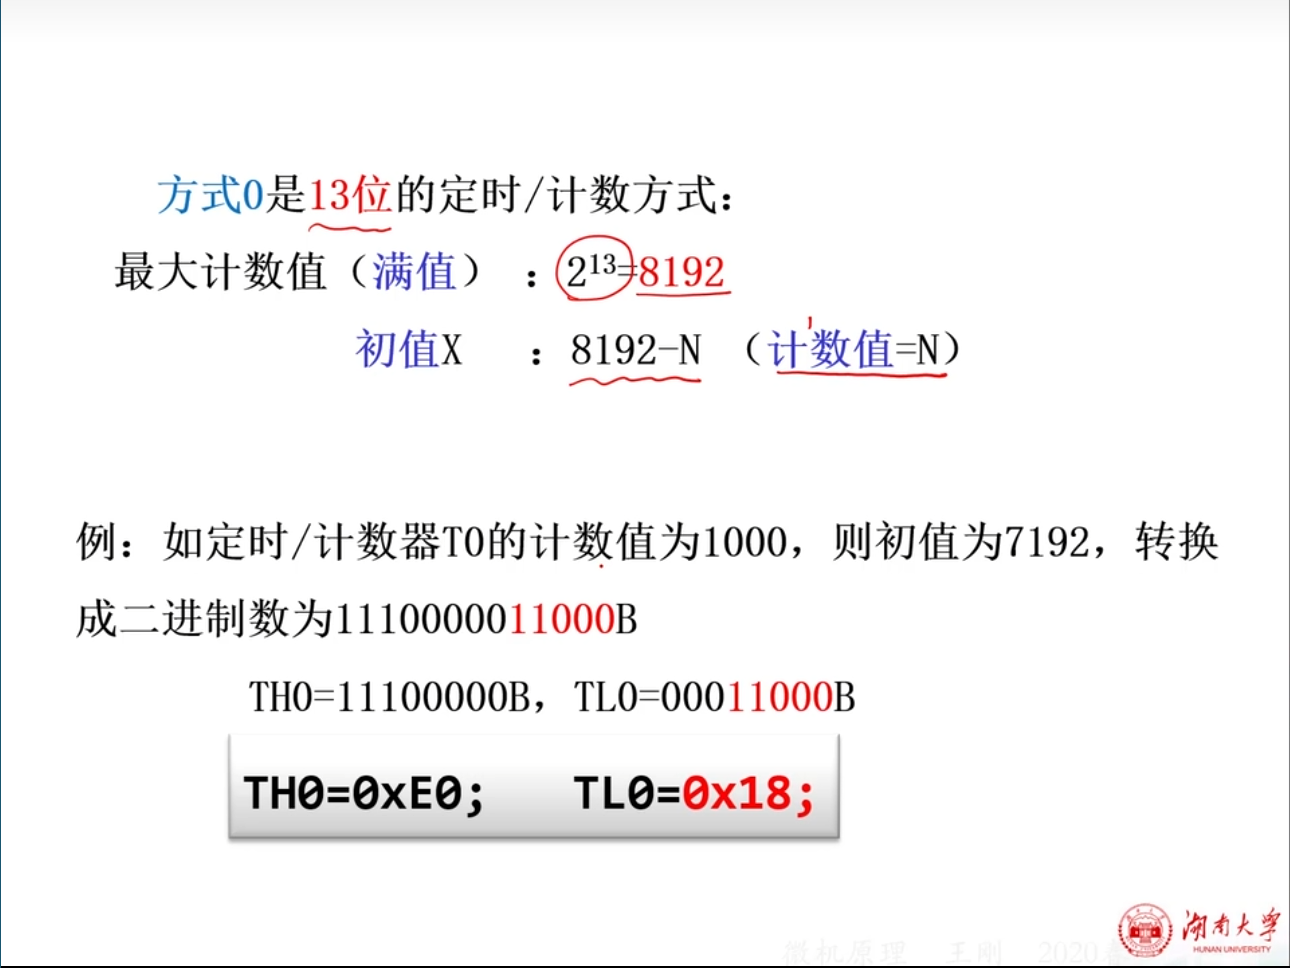 方式0是13位的定时/计数方式：
最大计数值（满值） ：2¹³=8192
初值X ：8192-N （计数值=N）
例：如定时/计数器T0的计数值为1000，则初值为7192，转换
成二进制数为1110000011000B
TH0=11100000B，TL0=00011000B
TH0=0xE0; TL0=0x18;
湖南大学
HUNAN UNIVERSITY
微机原理 王刚 2020春